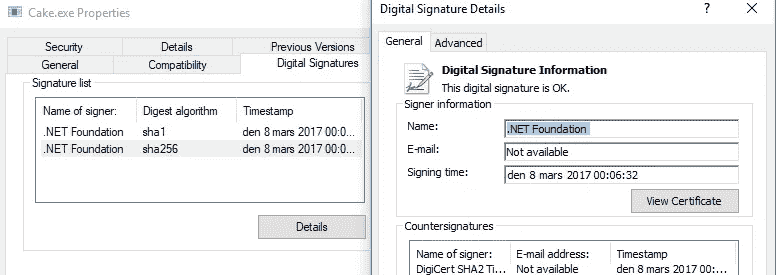 Cake.exe Properties
Security Details Previous Versions
General Compatibility Digital Signatures
Signature list
Name of signer: Digest algorithm Timestamp
.NET Foundation sha1 den 8 mars 2017 00:0...
.NET Foundation sha256 den 8 mars 2017 00:0...
Details
Digital Signature Details
? X
General Advanced
Digital Signature Information
This digital signature is OK.
Signer information
Name: .NET Foundation
E-mail: Not available
Signing time: den 8 mars 2017 00:06:32
View Certificate
Countersignatures
Name of signer: E-mail address: Timestamp
DigiCert SHA2 Ti... Not available den 8 mars 2017 00:...